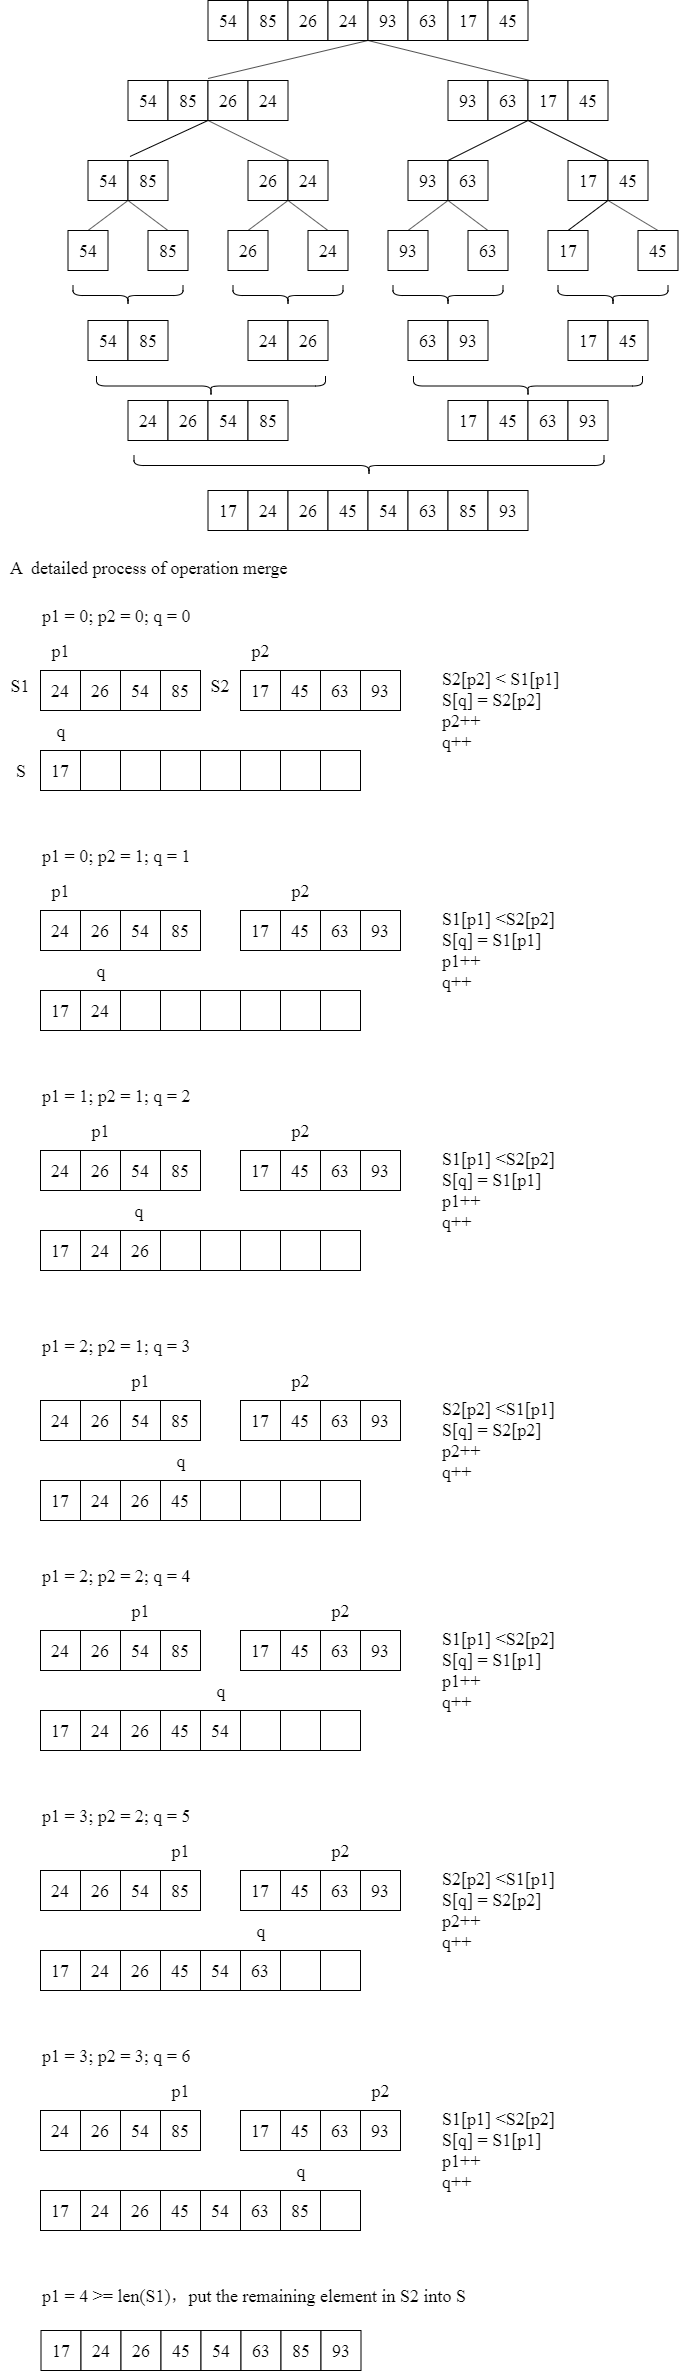 54 85 26 24 93 63 17 45
54 85 26 24 93 63 17 45
54 85 26 24 93 63 17 45
54 85 26 24 93 63 17 45
54 85 24 26 63 93 17 45
24 26 54 85 17 45 63 93
17 24 26 45 54 63 85 93
A detailed process of operation merge
p1 = 0; p2 = 0; q = 0
p1 p2
S1 24 26 54 85 S2 17 45 63 93
S2[p2] < S1[p1]
S[q] = S2[p2]
p2++
q++
q
S 17
p1 = 0; p2 = 1; q = 1
p1 p2
24 26 54 85 17 45 63 93
S1[p1] <S2[p2]
S[q] = S1[p1]
p1++
q++
q
17 24
p1 = 1; p2 = 1; q = 2
p1 p2
24 26 54 85 17 45 63 93
S1[p1] <S2[p2]
S[q] = S1[p1]
p1++
q++
q
17 24 26
p1 = 2; p2 = 1; q = 3
p1 p2
24 26 54 85 17 45 63 93
S2[p2] <S1[p1]
S[q] = S2[p2]
p2++
q++
q
17 24 26 45
p1 = 2; p2 = 2; q = 4
p1 p2
24 26 54 85 17 45 63 93
S1[p1] <S2[p2]
S[q] = S1[p1]
p1++
q++
q
17 24 26 45 54
p1 = 3; p2 = 2; q = 5
p1 p2
24 26 54 85 17 45 63 93
S2[p2] <S1[p1]
S[q] = S2[p2]
p2++
q++
q
17 24 26 45 54 63
p1 = 3; p2 = 3; q = 6
p1 p2
24 26 54 85 17 45 63 93
S1[p1] <S2[p2]
S[q] = S1[p1]
p1++
q++
q
17 24 26 45 54 63 85
p1 = 4 >= len(S1)，put the remaining element in S2 into S
17 24 26 45 54 63 85 93